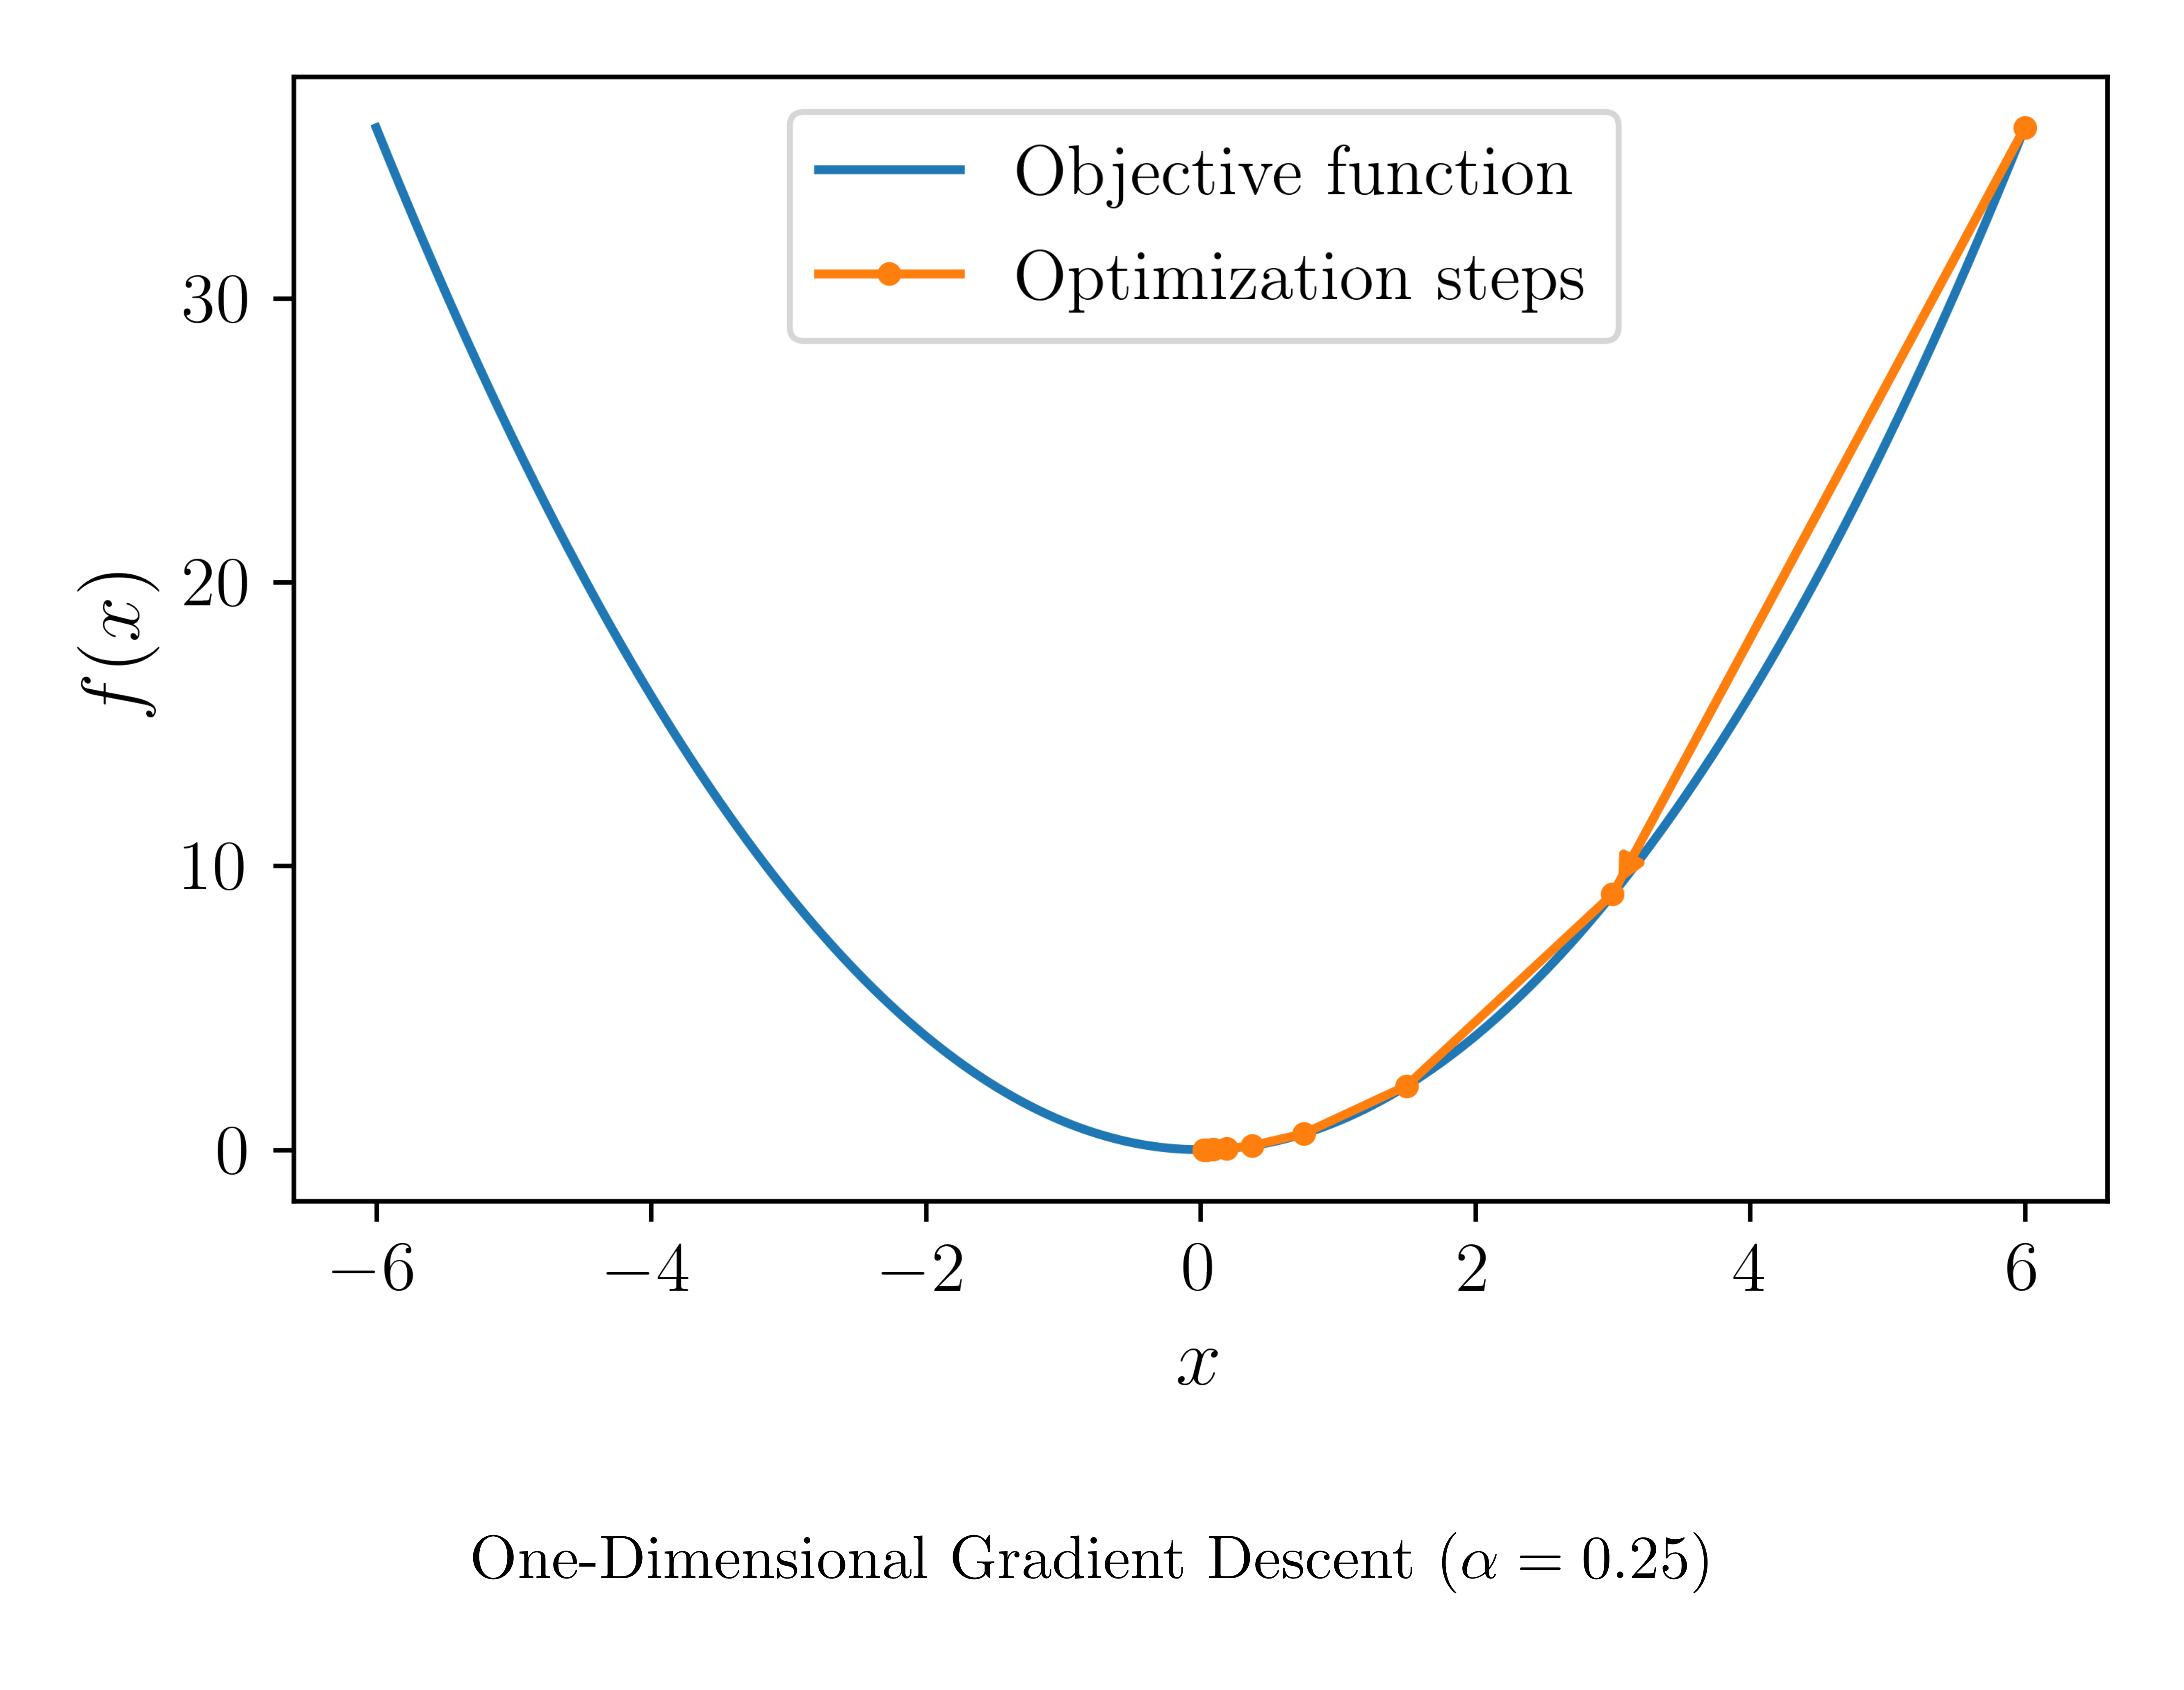 Objective function
Optimization steps
30
20
10
0
f(x)
−6 −4 −2 0 2 4 6
x
One-Dimensional Gradient Descent (α = 0.25)